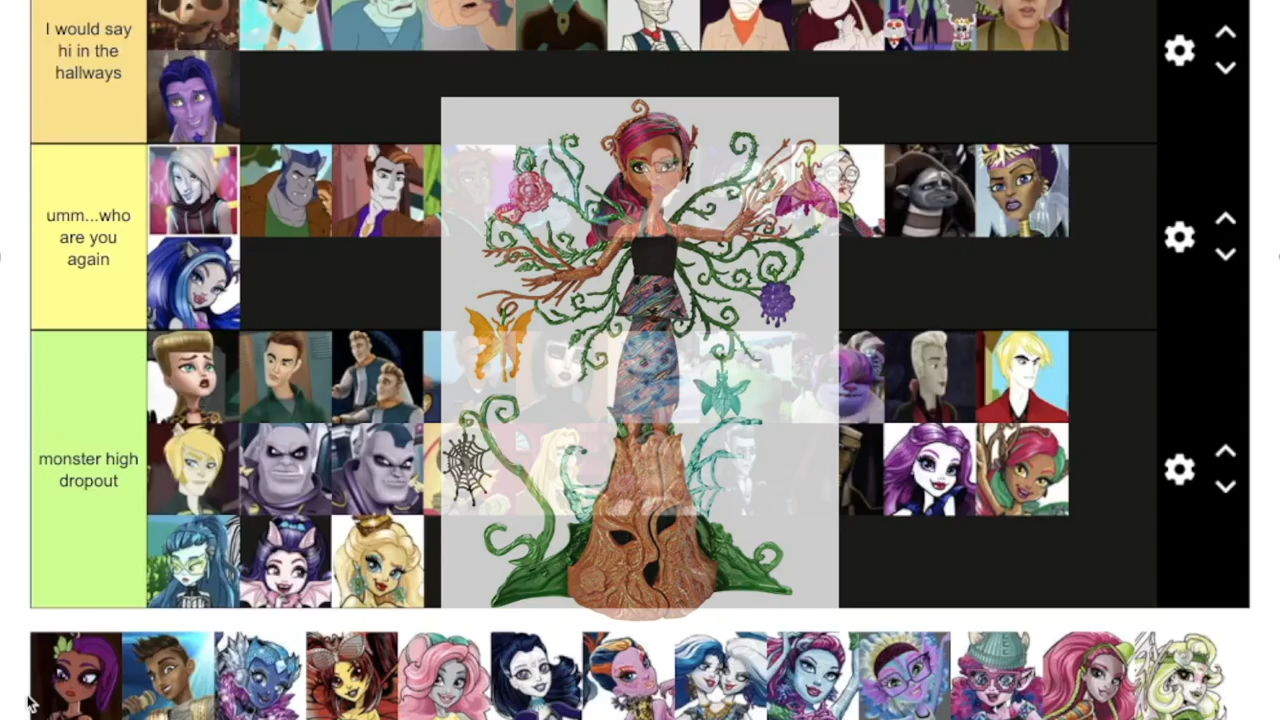 I would say
hi in the
hallways
umm...who
are you
again
monster high
dropout